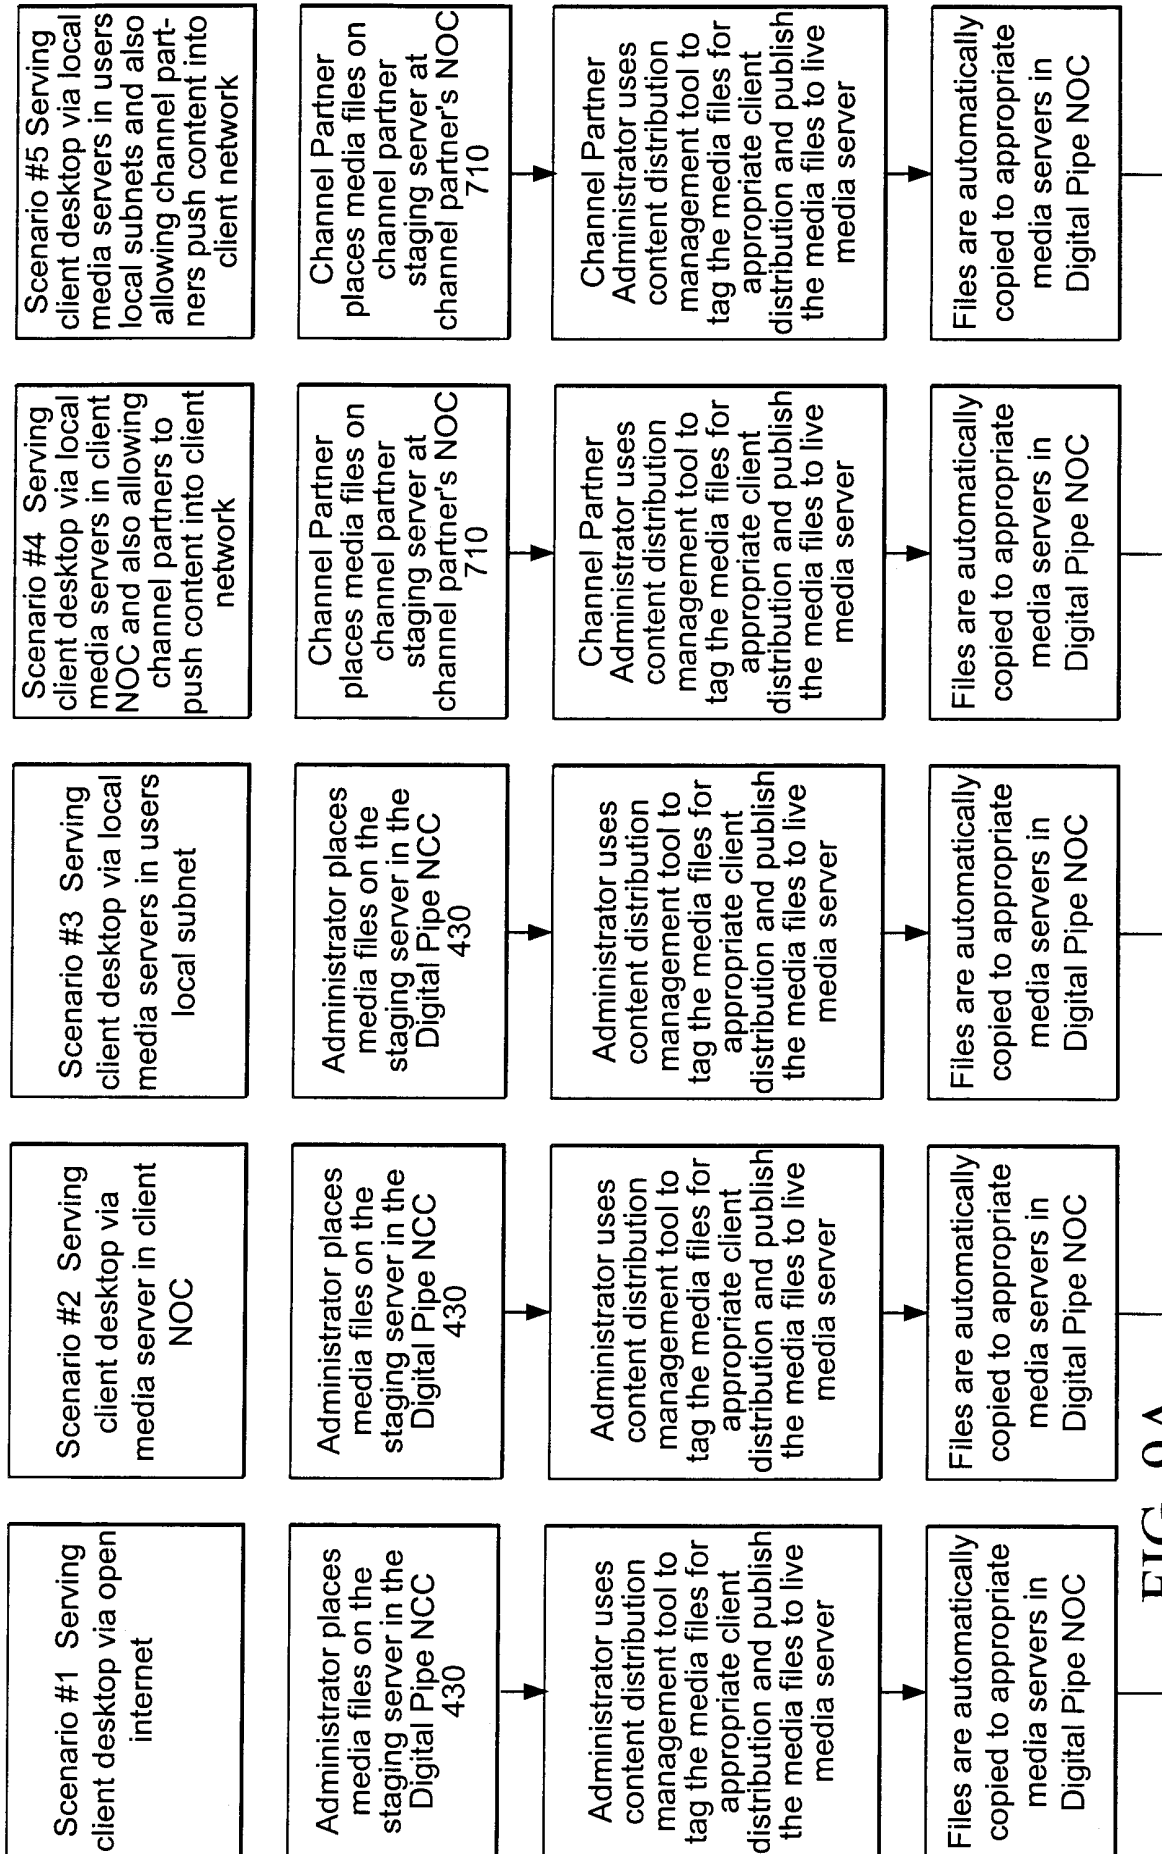 Scenario #1 Serving
client desktop via open
internet
Administrator places
media files on the
staging server in the
Digital Pipe NCC
430
Administrator uses
content distribution
management tool to
tag the media files for
appropriate client
distribution and publish
the media files to live
media server
Files are automatically
copied to appropriate
media servers in
Digital Pipe NOC
Scenario #2 Serving
client desktop via
media server in client
NOC
Administrator places
media files on the
staging server in the
Digital Pipe NCC
430
Administrator uses
content distribution
management tool to
tag the media files for
appropriate client
distribution and publish
the media files to live
media server
Files are automatically
copied to appropriate
media servers in
Digital Pipe NOC
Scenario #3 Serving
client desktop via local
media servers in users
local subnet
Administrator places
media files on the
staging server in the
Digital Pipe NCC
430
Administrator uses
content distribution
management tool to
tag the media files for
appropriate client
distribution and publish
the media files to live
media server
Files are automatically
copied to appropriate
media servers in
Digital Pipe NOC
Scenario #4 Serving
client desktop via local
media servers in client
NOC and also allowing
channel partners to
push content into client
network
Channel Partner
places media files on
channel partner
staging server at
channel partner's NOC
710
Channel Partner
Administrator uses
content distribution
management tool to
tag the media files for
appropriate client
distribution and publish
the media files to live
media server
Files are automatically
copied to appropriate
media servers in
Digital Pipe NOC
Scenario #5 Serving
client desktop via local
media servers in users
local subnets and also
allowing channel part-
ners push content into
client network
Channel Partner
places media files on
channel partner
staging server at
channel partner's NOC
710
Channel Partner
Administrator uses
content distribution
management tool to
tag the media files for
appropriate client
distribution and publish
the media files to live
media server
Files are automatically
copied to appropriate
media servers in
Digital Pipe NOC
FIG. 9A